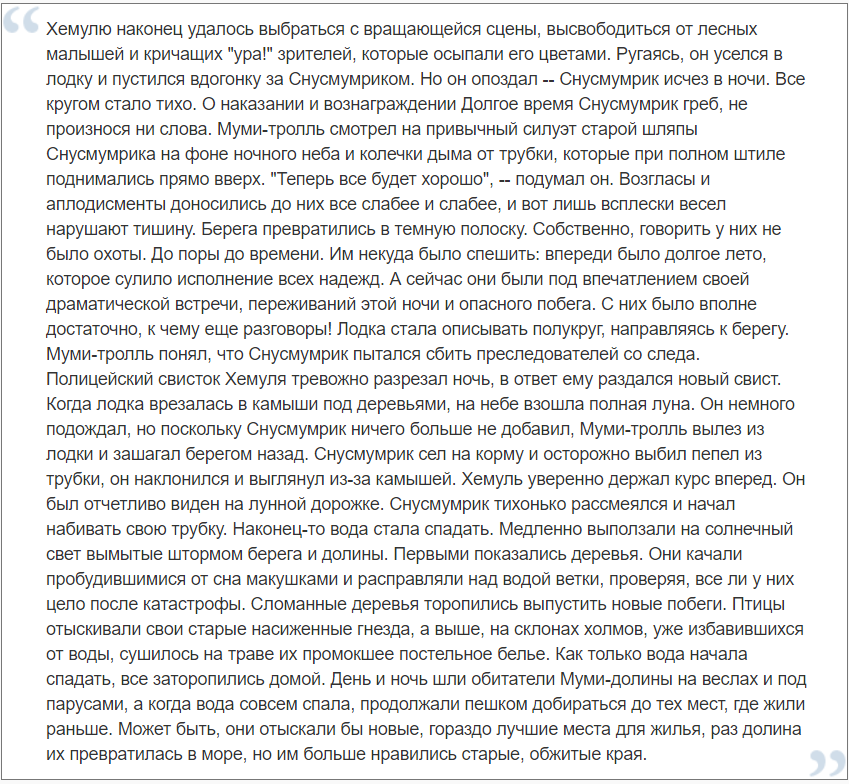 Хемулю наконец удалось выбраться с вращающейся сцены, высвободиться от лесных
малышей и кричащих "ура!" зрителей, которые осыпали его цветами. Ругаясь, он уселся в
лодку и пустился вдогонку за Снусмумриком. Но он опоздал -- Снусмумрик исчез в ночи. Все
кругом стало тихо. О наказании и вознаграждении Долгое время Снусмумрик греб, не
произнося ни слова. Муми-тролль смотрел на привычный силуэт старой шляпы
Снусмумрика на фоне ночного неба и колечки дыма от трубки, которые при полном штиле
поднимались прямо вверх. "Теперь все будет хорошо", -- подумал он. Возгласы и
аплодисменты доносились до них все слабее и слабее, и вот лишь всплески весел
нарушают тишину. Берега превратились в темную полоску. Собственно, говорить у них не
было охоты. До поры до времени. Им некуда было спешить: впереди было долгое лето,
которое сулило исполнение всех надежд. А сейчас они были под впечатлением своей
драматической встречи, переживаний этой ночи и опасного побега. С них было вполне
достаточно, к чему еще разговоры! Лодка стала описывать полукруг, направляясь к берегу.
Муми-тролль понял, что Снусмумрик пытался сбить преследователей со следа.
Полицейский свисток Хемуля тревожно разрезал ночь, в ответ ему раздался новый свист.
Когда лодка врезалась в камыши под деревьями, на небе взошла полная луна. Он немного
подождал, но поскольку Снусмумрик ничего больше не добавил, Муми-тролль вылез из
лодки и зашагал берегом назад. Снусмумрик сел на корму и осторожно выбил пепел из
трубки, он наклонился и выглянул из-за камышей. Хемуль уверенно держал курс вперед. Он
был отчетливо виден на лунной дорожке. Снусмумрик тихонько рассмеялся и начал
набивать свою трубку. Наконец-то вода стала спадать. Медленно выползали на солнечный
свет вымытые штормом берега и долины. Первыми показались деревья. Они качали
пробудившимися от сна макушками и расправляли над водой ветки, проверяя, все ли у них
цело после катастрофы. Сломанные деревья торопились выпустить новые побеги. Птицы
отыскивали свои старые насиженные гнезда, а выше, на склонах холмов, уже избавившихся
от воды, сушилось на траве их промокшее постельное белье. Как только вода начала
спадать, все заторопились домой. День и ночь шли обитатели Муми-долины на веслах и под
парусами, а когда вода совсем спала, продолжали пешком добираться до тех мест, где жили
раньше. Может быть, они отыскали бы новые, гораздо лучшие места для жилья, раз долина
их превратилась в море, но им больше нравились старые, обжитые края.